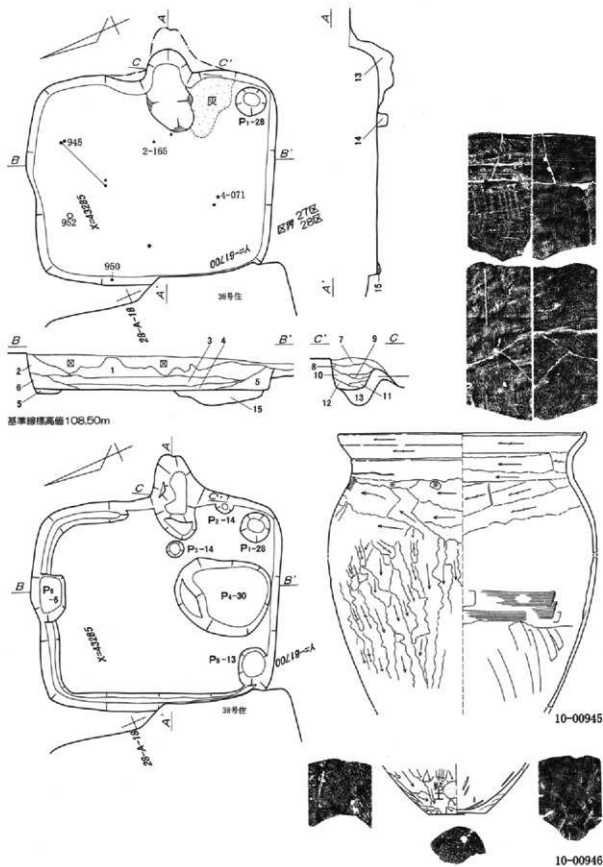 A
C
C'
灰
P₁-28
945
2-165
B
B'
4-071
952
X=43285
区界 27区
28区
Y=-61700
950
A'
38号住
28-A-18
A
13
14
A'
15
B
B'
3
4
2
1
6
5
5
15
C'
C
7
9
8
10
12
11
13
基準線標高値108.50m
A
C
C'
P₂-14
P₃-14
P₁-28
B
B'
P₆
-6
P₄-30
X=43285
P₅-13
Y=-61700
A'
38号住
28-A-18
10-00945
10-00946